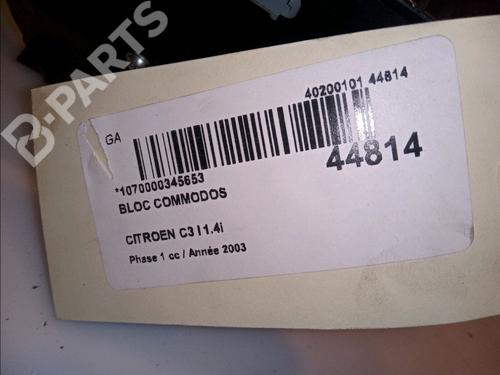 B-PARTS
GA
40200101 44814
*1070000345653
44814
BLOC COMMODOS
CITROEN C3 I 1.4i
Phase 1 cc / Année 2003